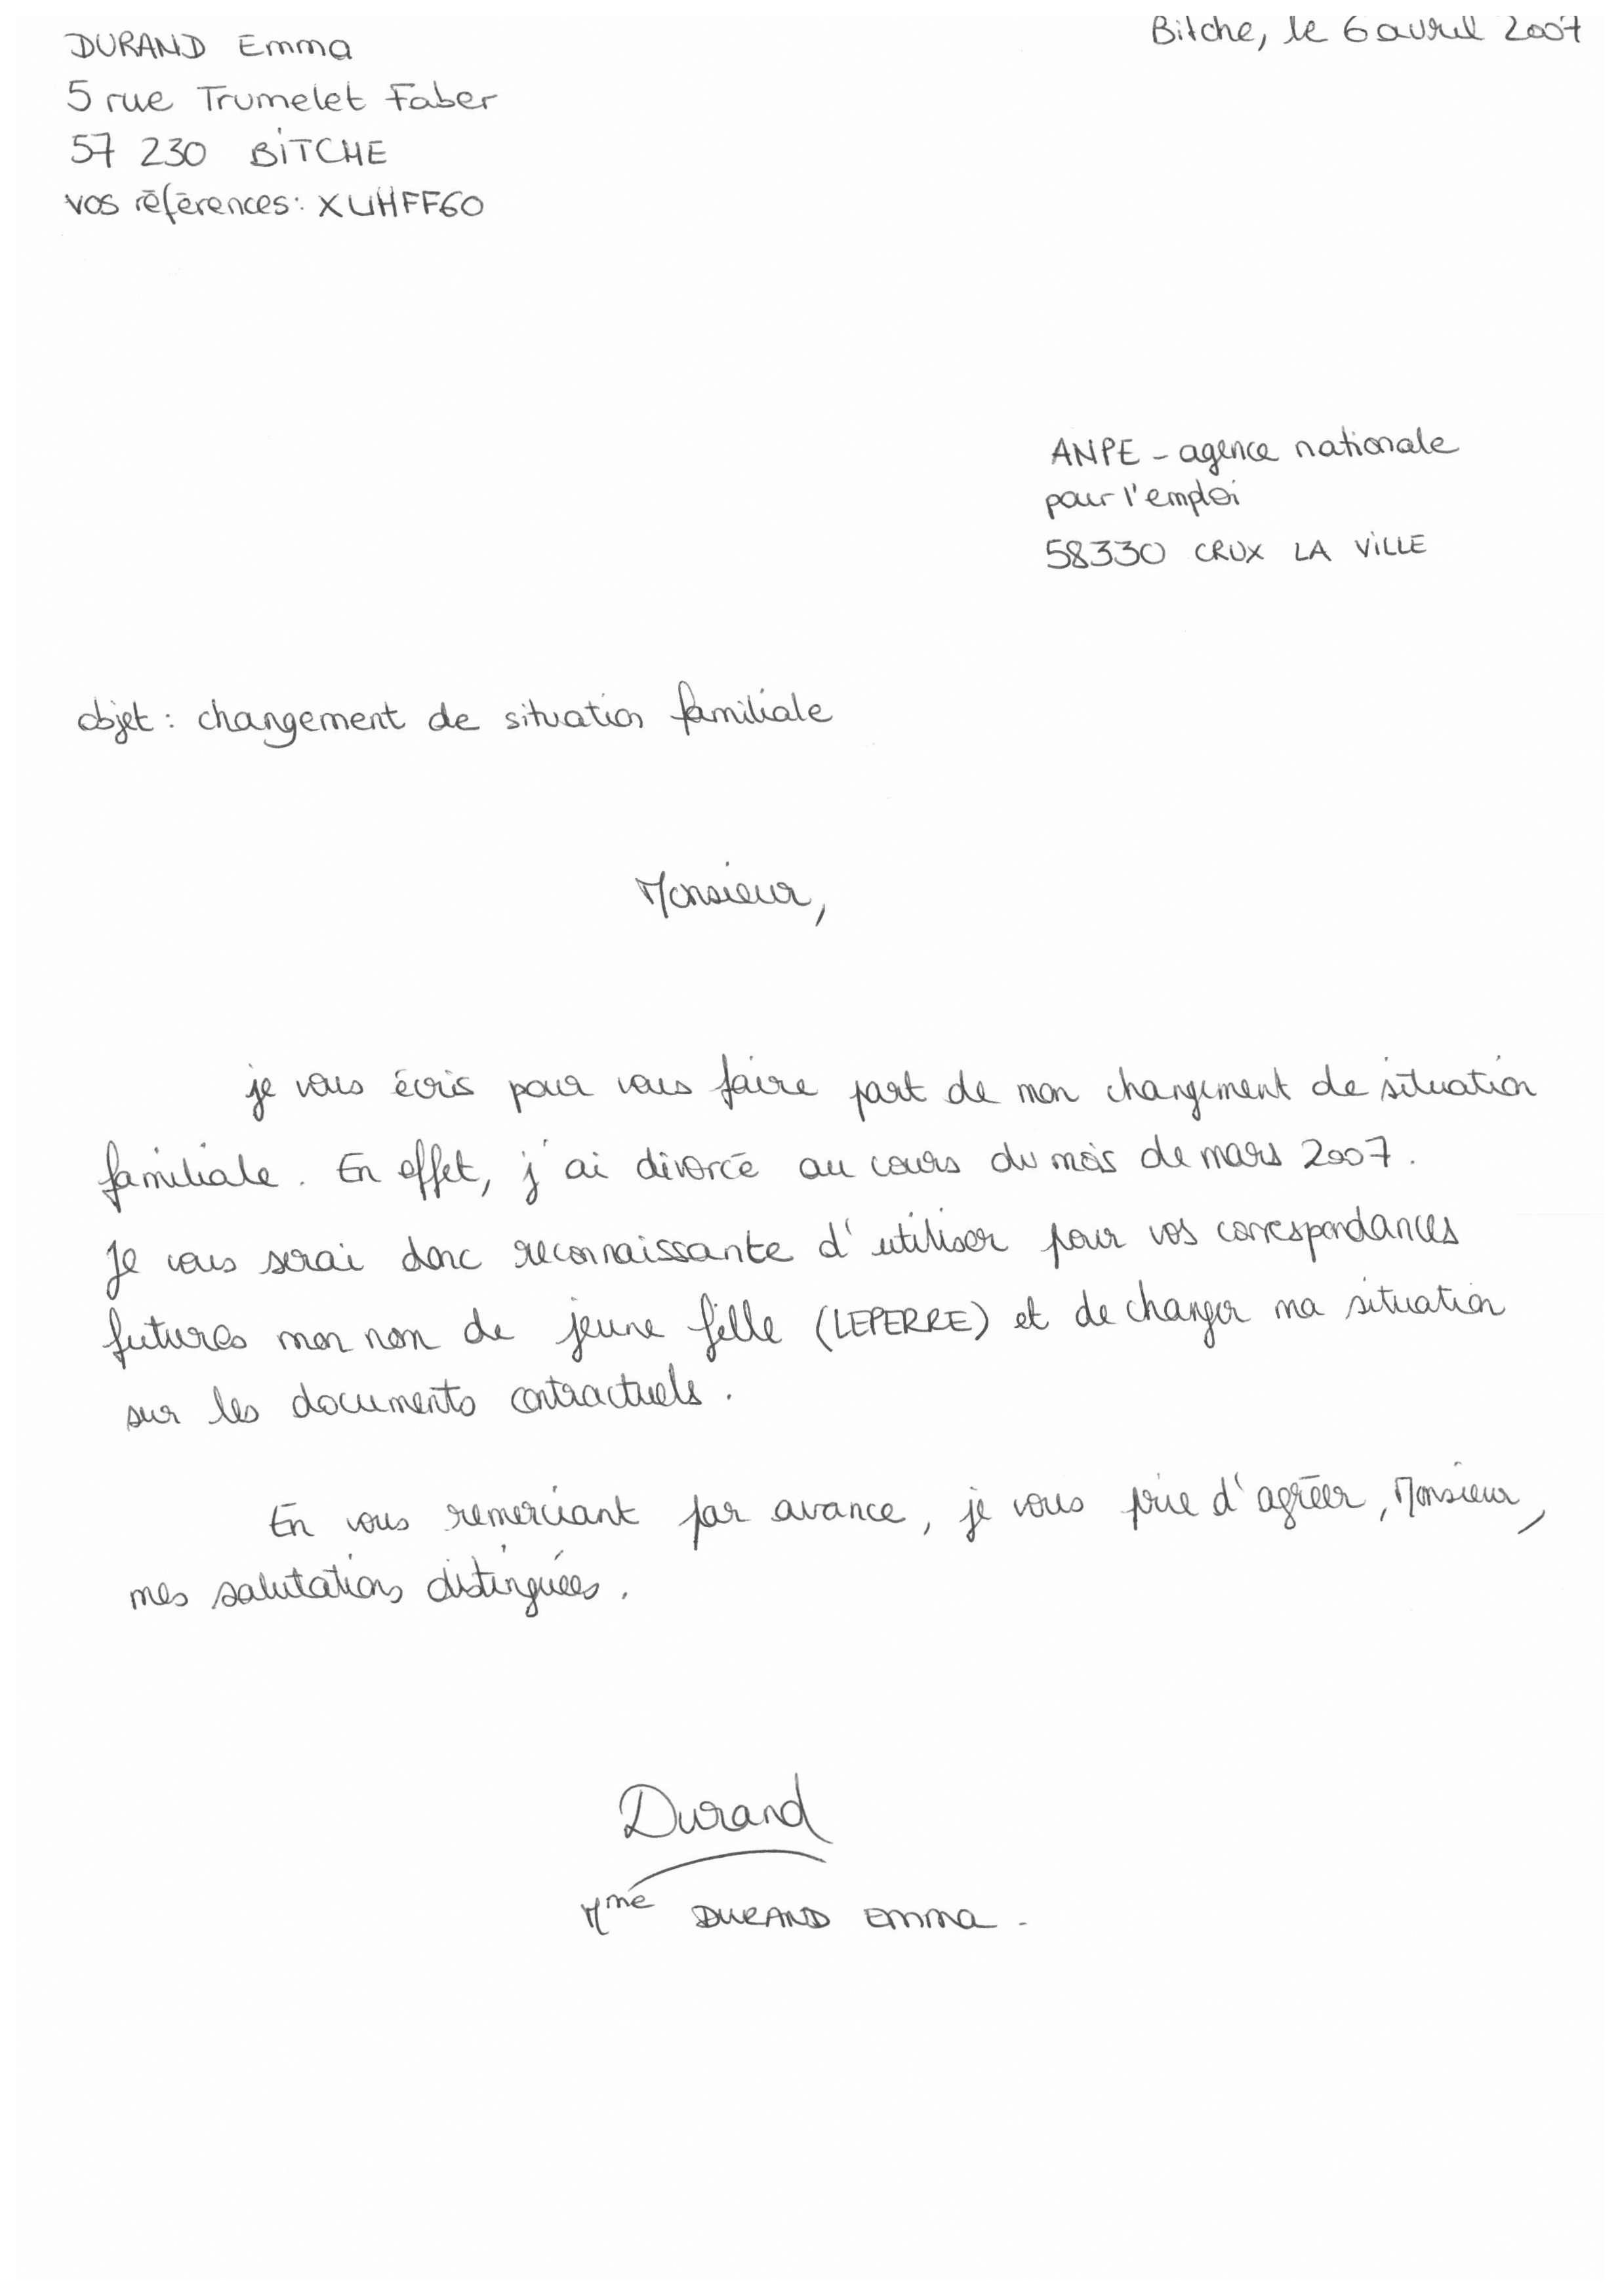 DURAND Emma
Bitche, le 6 avril 2007
5 rue Trumelet Faber
57 230 BITCHE
vos références: XUHFF60
ANPE - agence nationale
pour l'emploi
58330 CRUX LA VILLE
objet : changement de situation familiale
Monsieur,
je vous écris pour vous faire part de mon changement de situation
familiale. En effet, j'ai divorcé au cours du mois de mars 2007.
Je vous serai donc reconnaissante d'utiliser pour vos correspondances
futures mon nom de jeune fille (LEPERRE) et de changer ma situation
sur les documents contractuels.
En vous remerciant par avance, je vous prie d'agréer, Monsieur,
mes salutations distinguées.
Durand
Mme DURAND Emma.